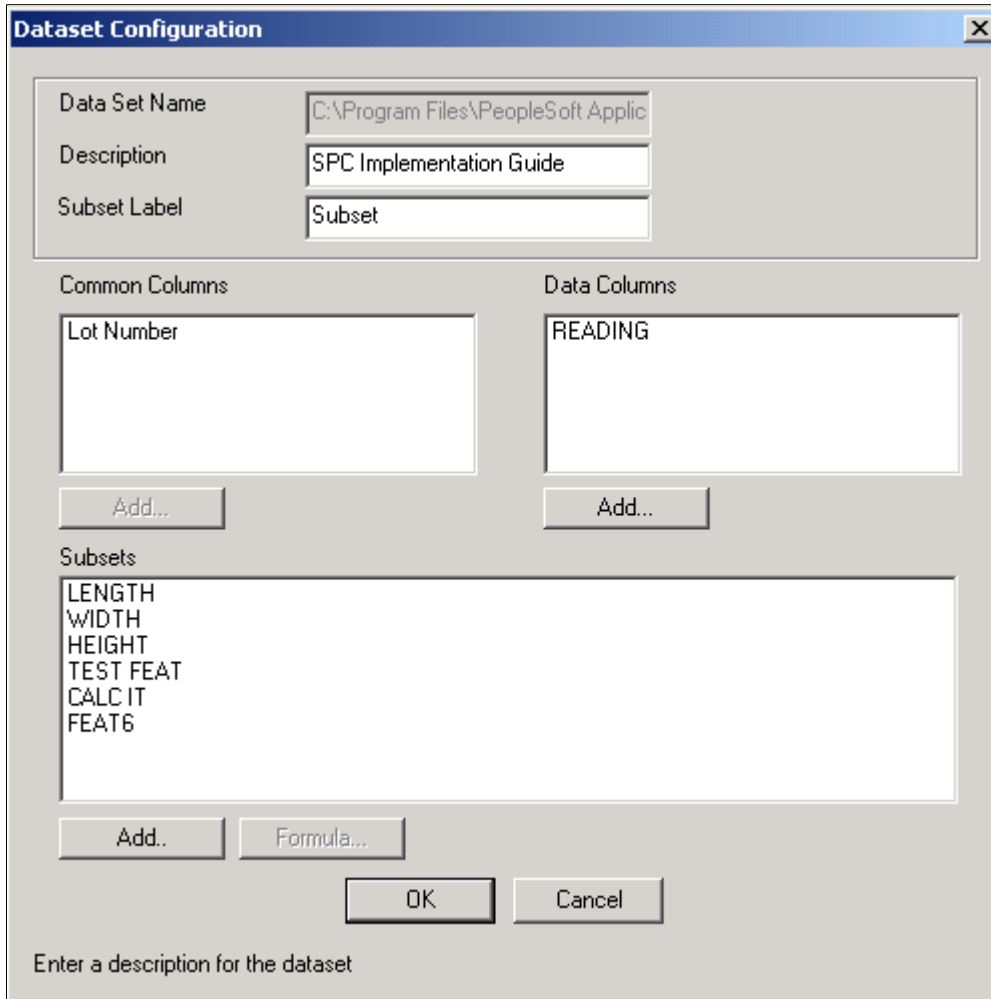 Dataset Configuration
Data Set Name
C:\Program Files\PeopleSoft Applic
Description
SPC Implementation Guide
Subset Label
Subset
Common Columns
Data Columns
Lot Number
READING
Add...
Add...
Subsets
LENGTH
WIDTH
HEIGHT
TEST FEAT
CALC IT
FEAT6
Add..
Formula...
OK
Cancel
Enter a description for the dataset